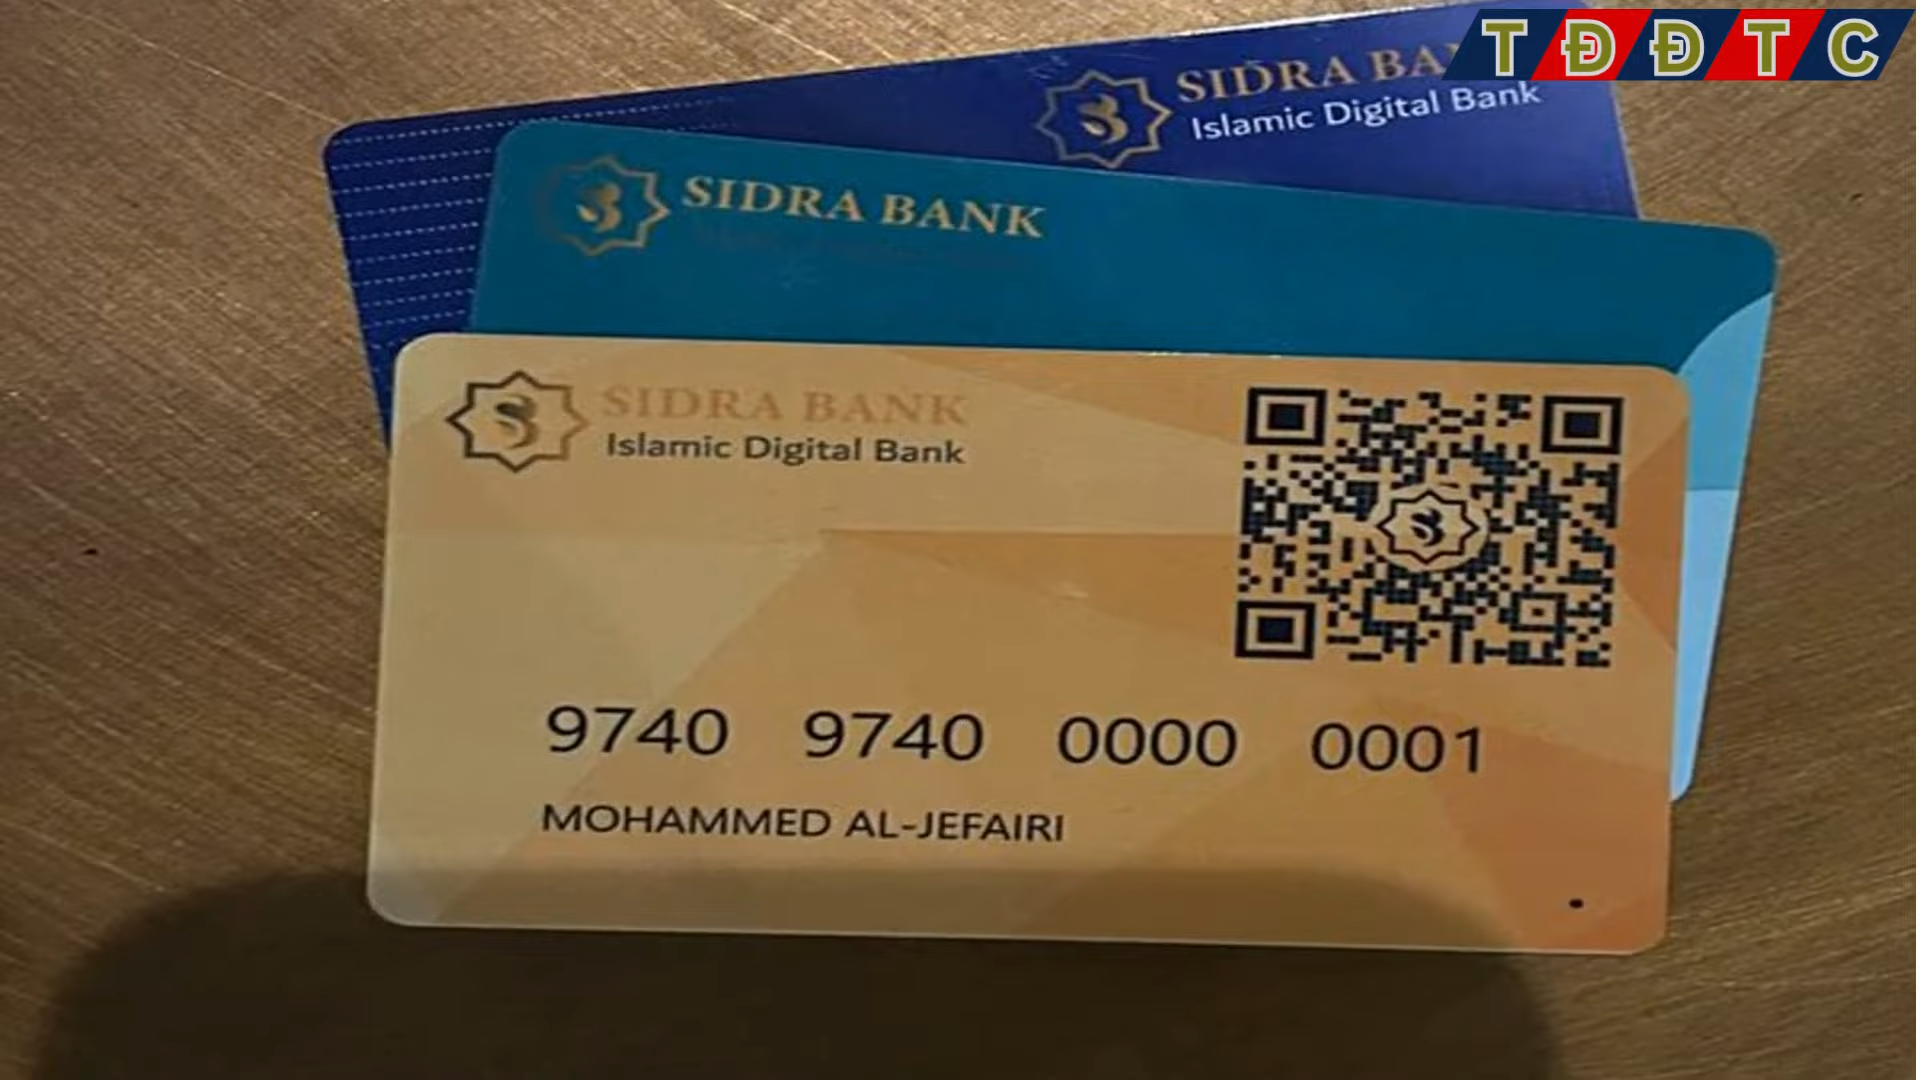 TĐĐTC
SIDRA BA
Islamic Digital Bank
SIDRA BANK
SIDRA BANK
Islamic Digital Bank
9740 9740 0000 0001
MOHAMMED AL-JEFAIRI